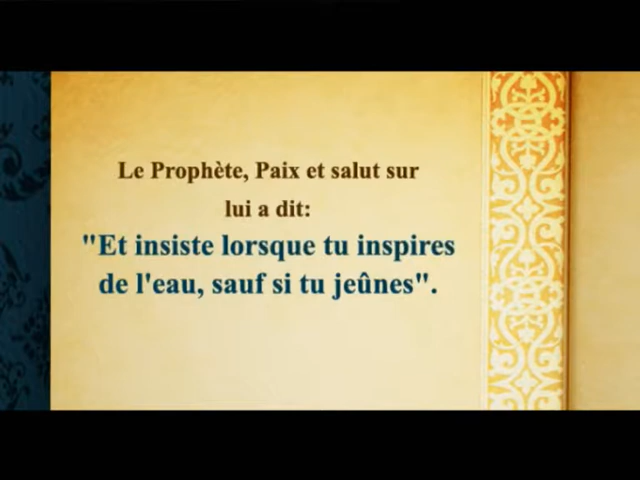 Le Prophète, Paix et salut sur
lui a dit:
"Et insiste lorsque tu inspires
de l'eau, sauf si tu jeûnes".